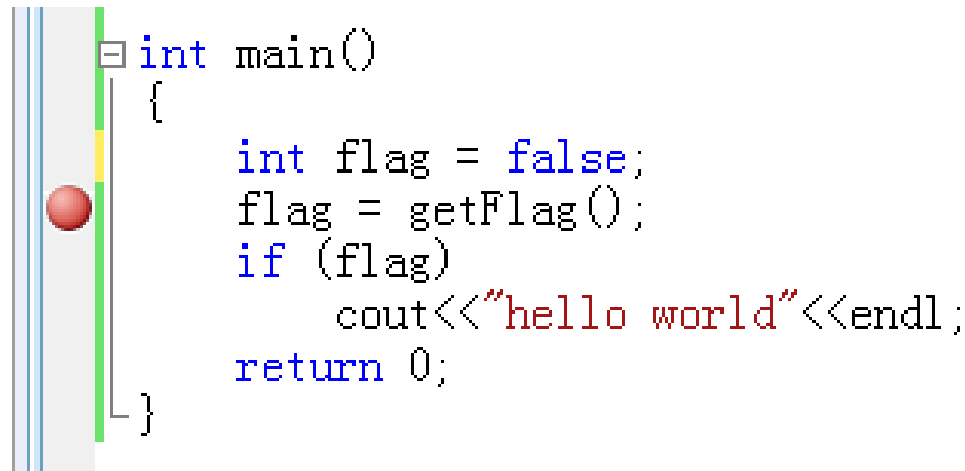 int main()
{
int flag = false;
flag = getFlag();
if (flag)
cout<<"hello world"<<endl;
return 0;
}